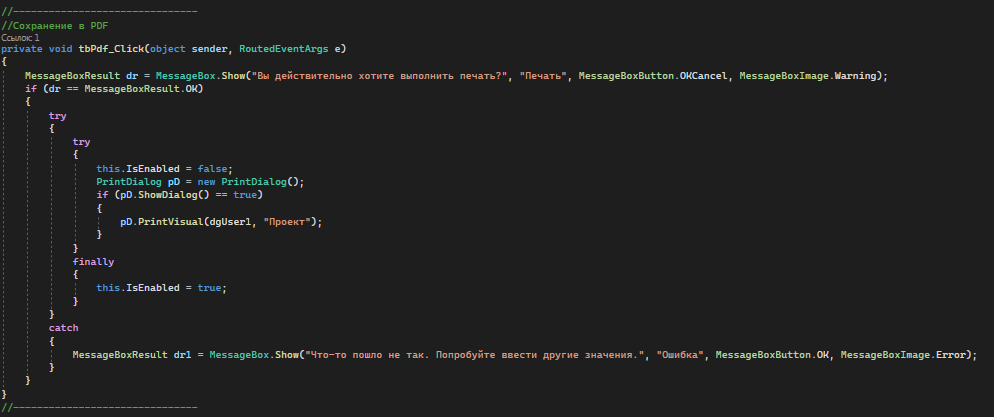 //-------------------------------
//Сохранение в PDF
Ссылок: 1
private void tbPdf_Click(object sender, RoutedEventArgs e)
{
    MessageBoxResult dr = MessageBox.Show("Вы действительно хотите выполнить печать?", "Печать", MessageBoxButton.OKCancel, MessageBoxImage.Warning);
    if (dr == MessageBoxResult.OK)
    {
        try
        {
            try
            {
                this.IsEnabled = false;
                PrintDialog pD = new PrintDialog();
                if (pD.ShowDialog() == true)
                {
                    pD.PrintVisual(dgUser1, "Проект");
                }
            }
            finally
            {
                this.IsEnabled = true;
            }
        }
        catch
        {
            MessageBoxResult dr1 = MessageBox.Show("Что-то пошло не так. Попробуйте ввести другие значения.", "Ошибка", MessageBoxButton.OK, MessageBoxImage.Error);
        }
    }
}
//-------------------------------